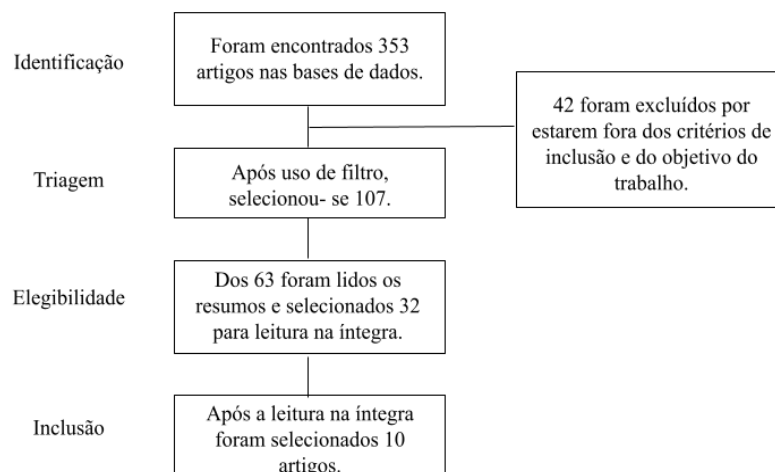 Identificação
Foram encontrados 353
artigos nas bases de dados.
42 foram excluídos por
estarem fora dos critérios de
inclusão e do objetivo do
trabalho.
Triagem
Após uso de filtro,
selecionou- se 107.
Elegibilidade
Dos 63 foram lidos os
resumos e selecionados 32
para leitura na íntegra.
Inclusão
Após a leitura na íntegra
foram selecionados 10
artigos.